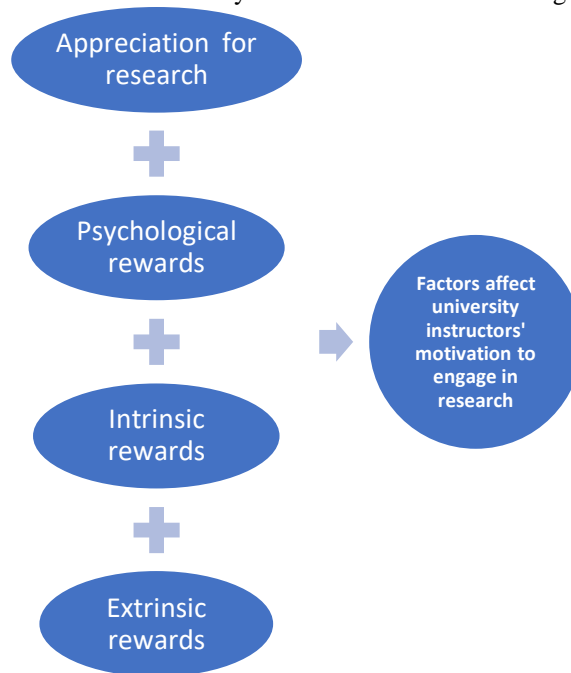 Appreciation for
research
Psychological
rewards
Intrinsic
rewards
Extrinsic
rewards
Factors affect
university
instructors'
motivation to
engage in
research